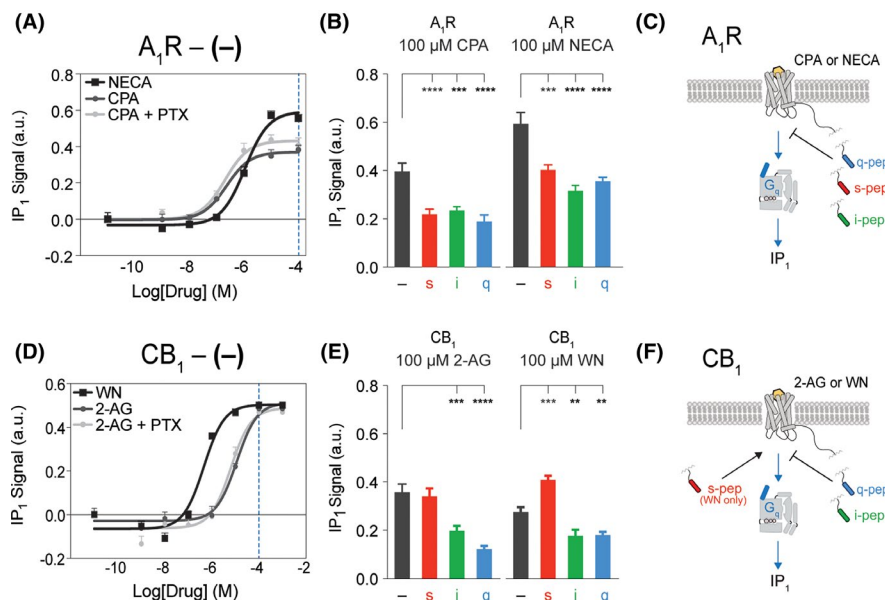 (A)
A1R – (–)
NECA
CPA
CPA + PTX
IP1 Signal (a.u.)
0.8
0.6
0.4
0.2
0.0
-0.2
-10
-8
-6
-4
Log[Drug] (M)
(B)
A1R
100 µM CPA
A1R
100 µM NECA
****
***
****
***
****
****
IP1 Signal (a.u.)
0.8
0.6
0.4
0.2
0.0
–
s
i
q
–
s
i
q
(C)
A1R
CPA or NECA
q-pep
s-pep
i-pep
Gq
IP1
(D)
CB1 – (–)
WN
2-AG
2-AG + PTX
IP1 Signal (a.u.)
0.6
0.4
0.2
0.0
-0.2
-10
-8
-6
-4
-2
Log[Drug] (M)
(E)
CB1
100 µM 2-AG
CB1
100 µM WN
***
****
***
**
**
IP1 Signal (a.u.)
0.8
0.6
0.4
0.2
0.0
–
s
i
q
–
s
i
q
(F)
CB1
2-AG or WN
s-pep
(WN only)
q-pep
i-pep
Gq
IP1